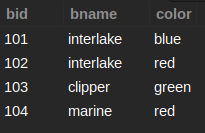 bid bname color
101 interlake blue
102 interlake red
103 clipper green
104 marine red